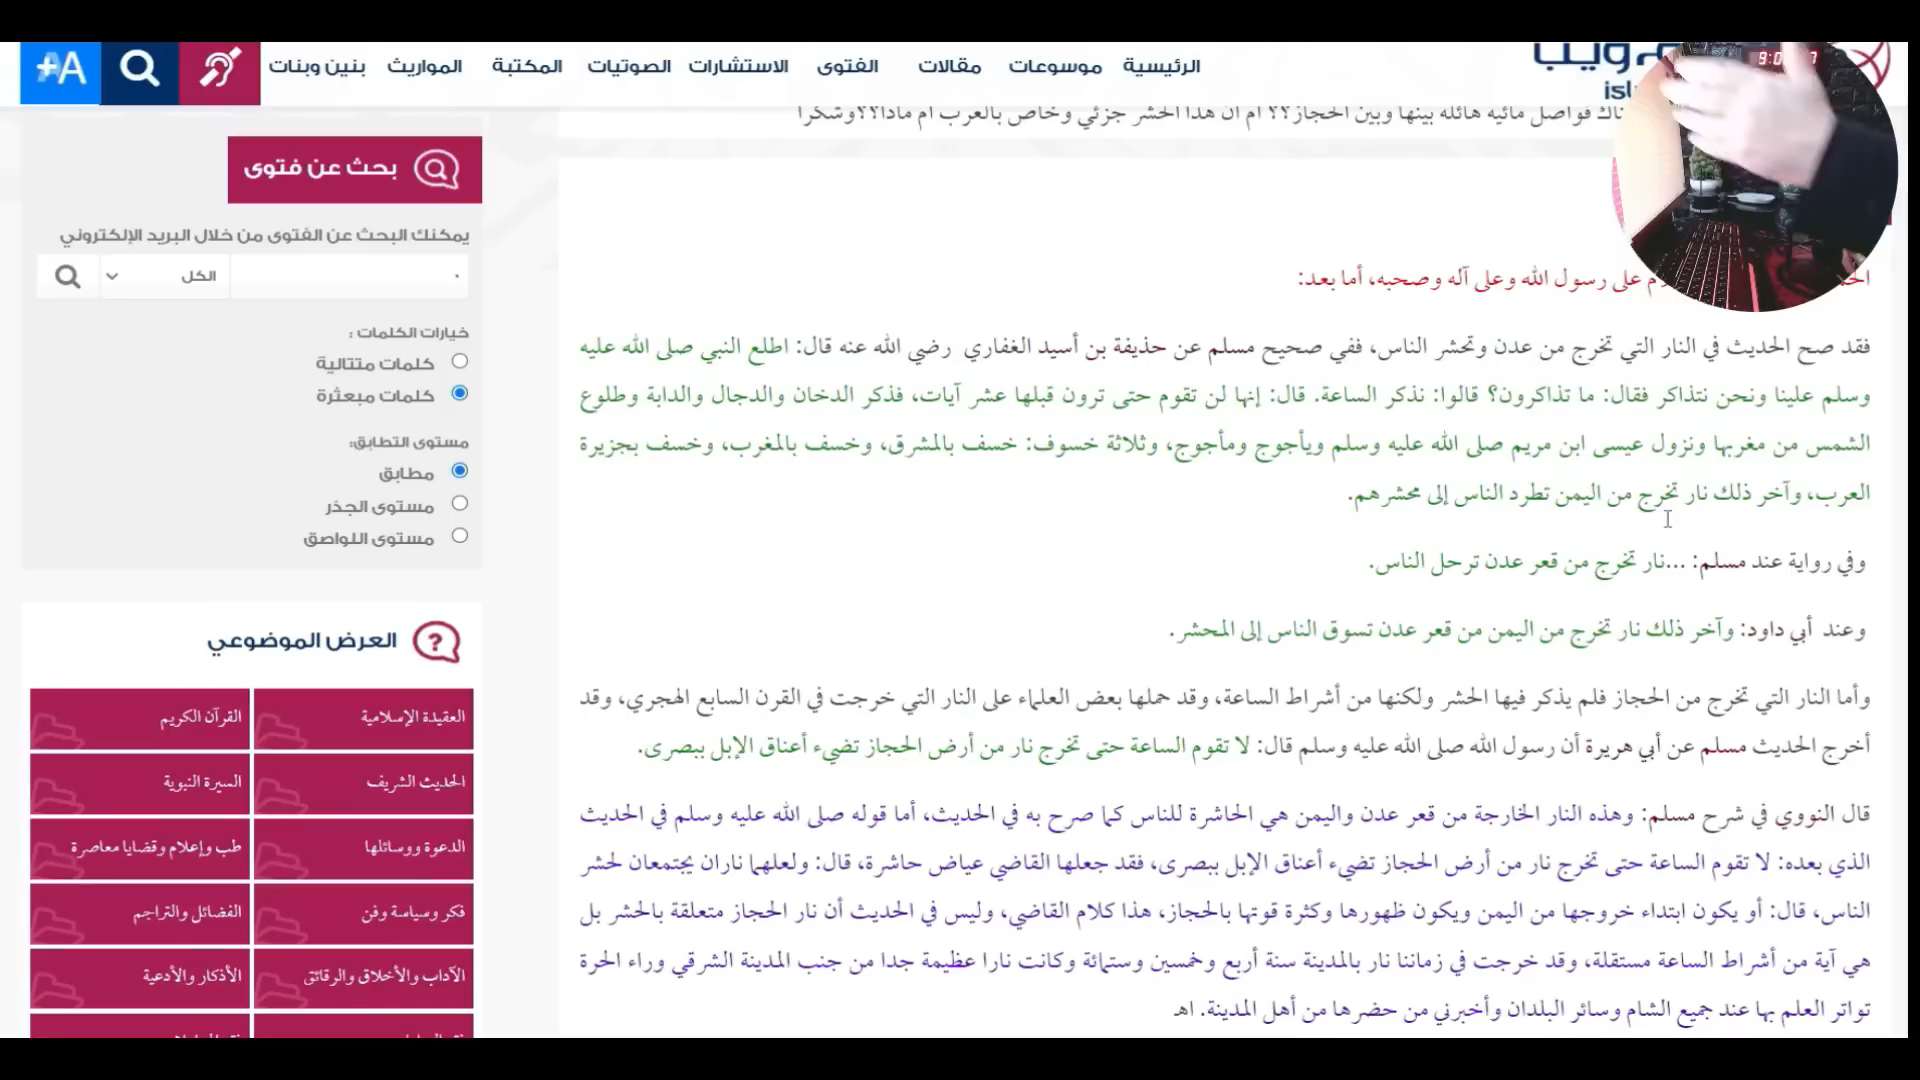 الرئيسية موسوعات مقالات الفتوى الاستشارات الصوتيات المكتبة المواريث بنين وبنات
+A
ويب
isl
فواصل مائيه هائله بينها وبين الحجاز؟؟ ام ان هذا الحشر جزئي وخاص بالعرب ام ماذا؟؟وشكرا
على رسول الله وعلى آله وصحبه، أما بعد:
فقد صح الحديث في النار التي تخرج من عدن وتحشر الناس، ففي صحيح مسلم عن حذيفة بن أسيد الغفاري رضي الله عنه قال: اطلع النبي صلى الله عليه
وسلم علينا ونحن نتذاكر فقال: ما تذاكرون؟ قالوا: نذكر الساعة. قال: إنها لن تقوم حتى ترون قبلها عشر آيات، فذكر الدخان والدجال والدابة وطلوع
الشمس من مغربها ونزول عيسى ابن مريم صلى الله عليه وسلم ويأجوج ومأجوج، وثلاثة خسوف: خسف بالمشرق، وخسف بالمغرب، وخسف بجزيرة
العرب، وآخر ذلك نار تخرج من اليمن تطرد الناس إلى محشرهم.
وفي رواية عند مسلم: ...نار تخرج من قعر عدن ترحل الناس.
وعند أبي داود: وآخر ذلك نار تخرج من اليمن من قعر عدن تسوق الناس إلى المحشر.
وأما النار التي تخرج من الحجاز فلم يذكر فيها الحشر ولكنها من أشراط الساعة، وقد حملها بعض العلماء على النار التي خرجت في القرن السابع الهجري، وقد
أخرج الحديث مسلم عن أبي هريرة أن رسول الله صلى الله عليه وسلم قال: لا تقوم الساعة حتى تخرج نار من أرض الحجاز تضيء أعناق الإبل ببصرى.
قال النووي في شرح مسلم: وهذه النار الخارجة من قعر عدن واليمن هي الحاشرة للناس كما صرح به في الحديث، أما قوله صلى الله عليه وسلم في الحديث
الذي بعده: لا تقوم الساعة حتى تخرج نار من أرض الحجاز تضيء أعناق الإبل ببصرى، فقد جعلها القاضي عياض حاشرة، قال: ولعلهما ناران يجتمعان لحشر
الناس، قال: أو يكون ابتداء خروجها من اليمن ويكون ظهورها وكثرة قوتها بالحجاز، هذا كلام القاضي، وليس في الحديث أن نار الحجاز متعلقة بالحشر بل
هي آية من أشراط الساعة مستقلة، وقد خرجت في زماننا نار بالمدينة سنة أربع وخمسين وستمائة وكانت نارا عظيمة جدا من جنب المدينة الشرقي وراء الحرة
تواتر العلم بها عند جميع الشام وسائر البلدان وأخبرني من حضرها من أهل المدينة. اهـ
بحث عن فتوى
يمكنك البحث عن الفتوى من خلال البريد الإلكتروني
الكل
خيارات الكلمات :
كلمات متتالية
كلمات مبعثرة
مستوى التطابق:
مطابق
مستوى الجذر
مستوى اللواصق
العرض الموضوعي
العقيدة الإسلامية القرآن الكريم
الحديث الشريف السيرة النبوية
الدعوة ووسائلها طب وإعلام وقضايا معاصرة
فكر وسياسة وفن الفضائل والتراجم
الآداب والأخلاق والرقائق الأذكار والأدعية